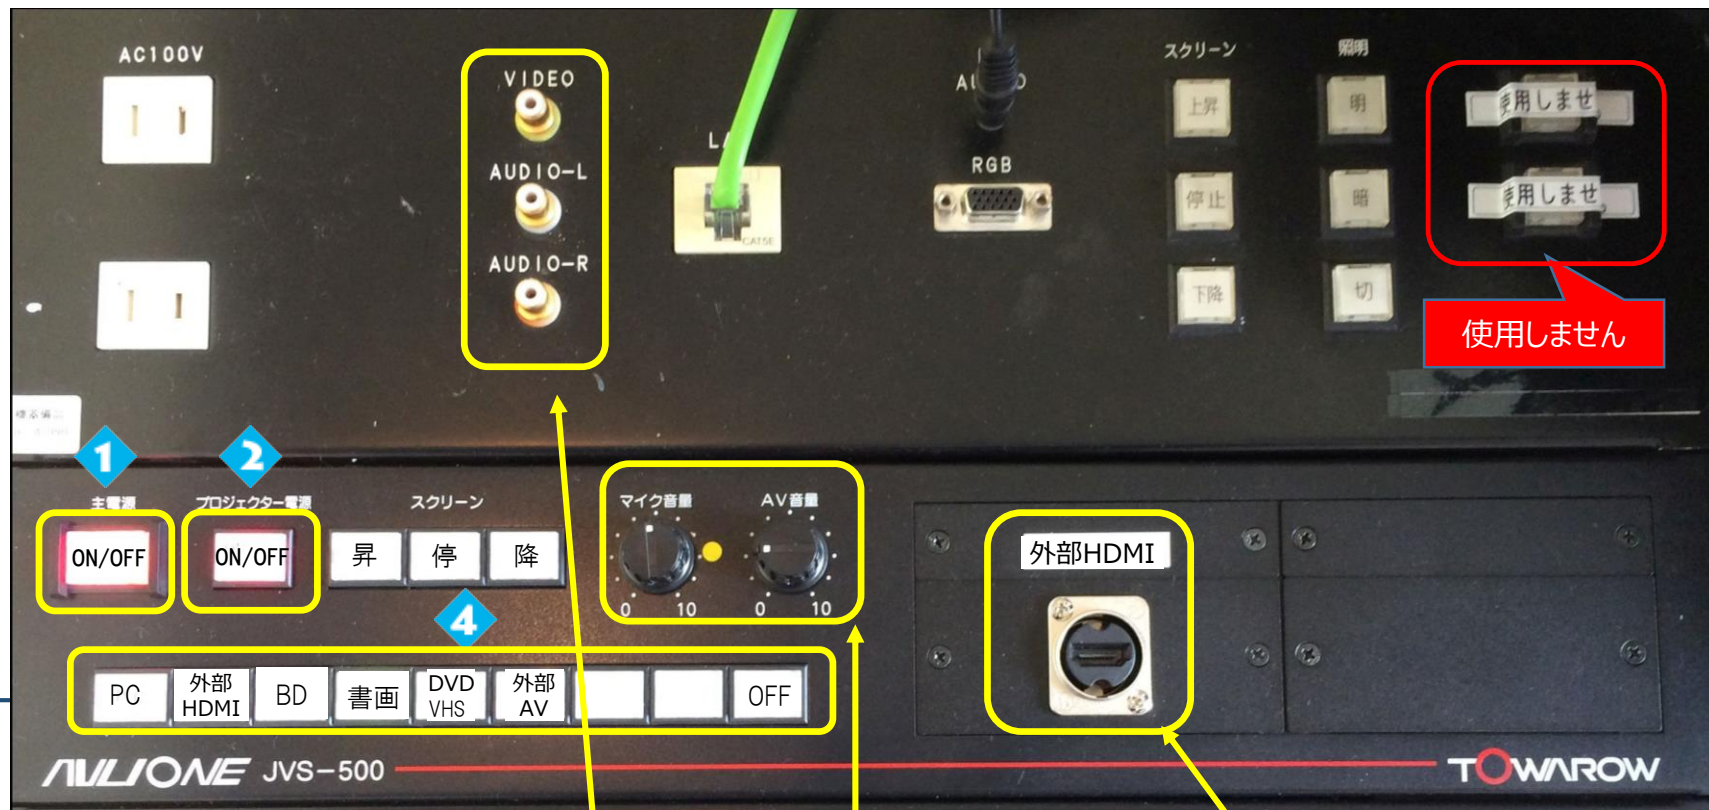 AC100V
VIDEO
AUDIO-L
AUDIO-R
RGB
CAT5E
スクリーン
上昇
停止
下降
照明
明
暗
切
使用しませ
使用しませ
使用しません
1
主電源
ON/OFF
2
プロジェクター電源
ON/OFF
スクリーン
昇
停
降
マイク音量
0 10
AV音量
0 10
外部HDMI
4
PC
外部
HDMI
BD
書画
DVD
VHS
外部
AV
OFF
AVLIONE JVS-500
TOWAROW